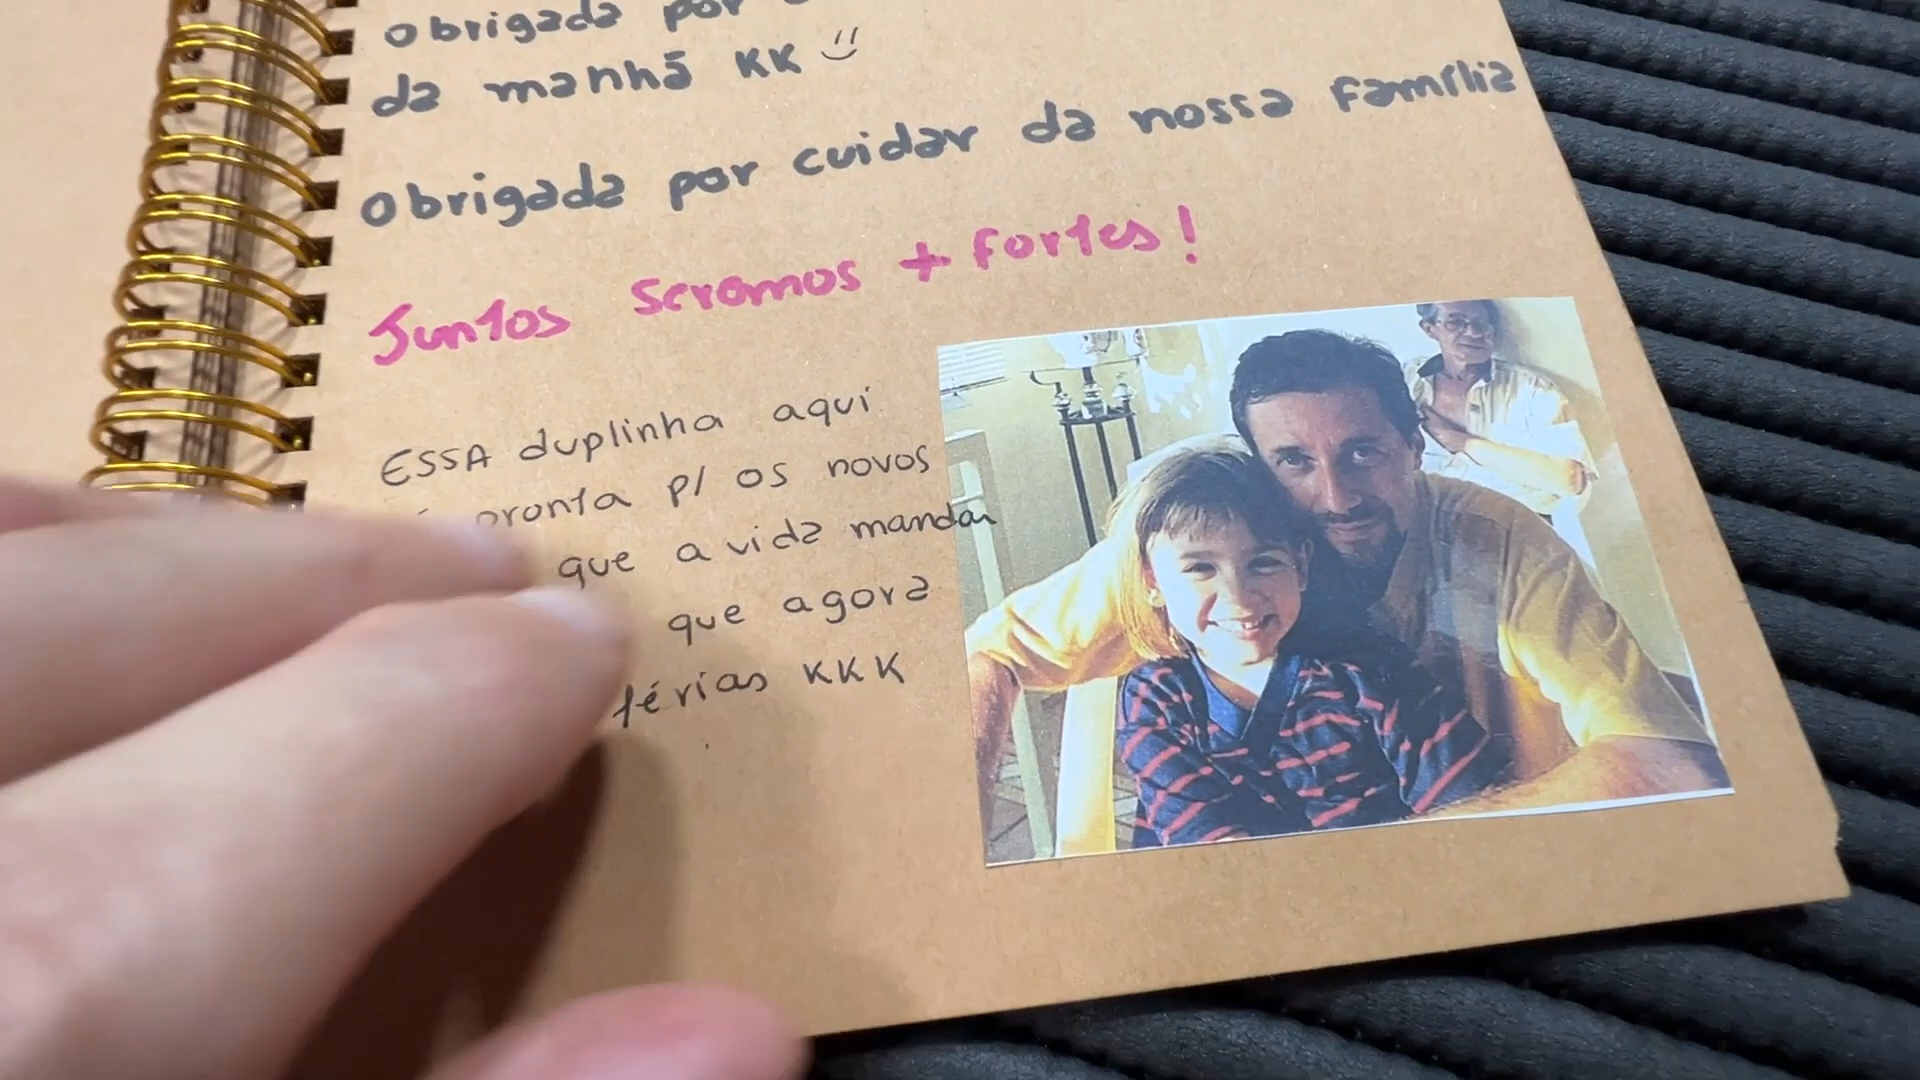 obrigada por
da manhã KK
obrigada por cuidar da nossa família
Juntos seremos + fortes!
ESSA duplinha aqui
pronta p/ os novos
que a vida mandar
que agora
férias KKK